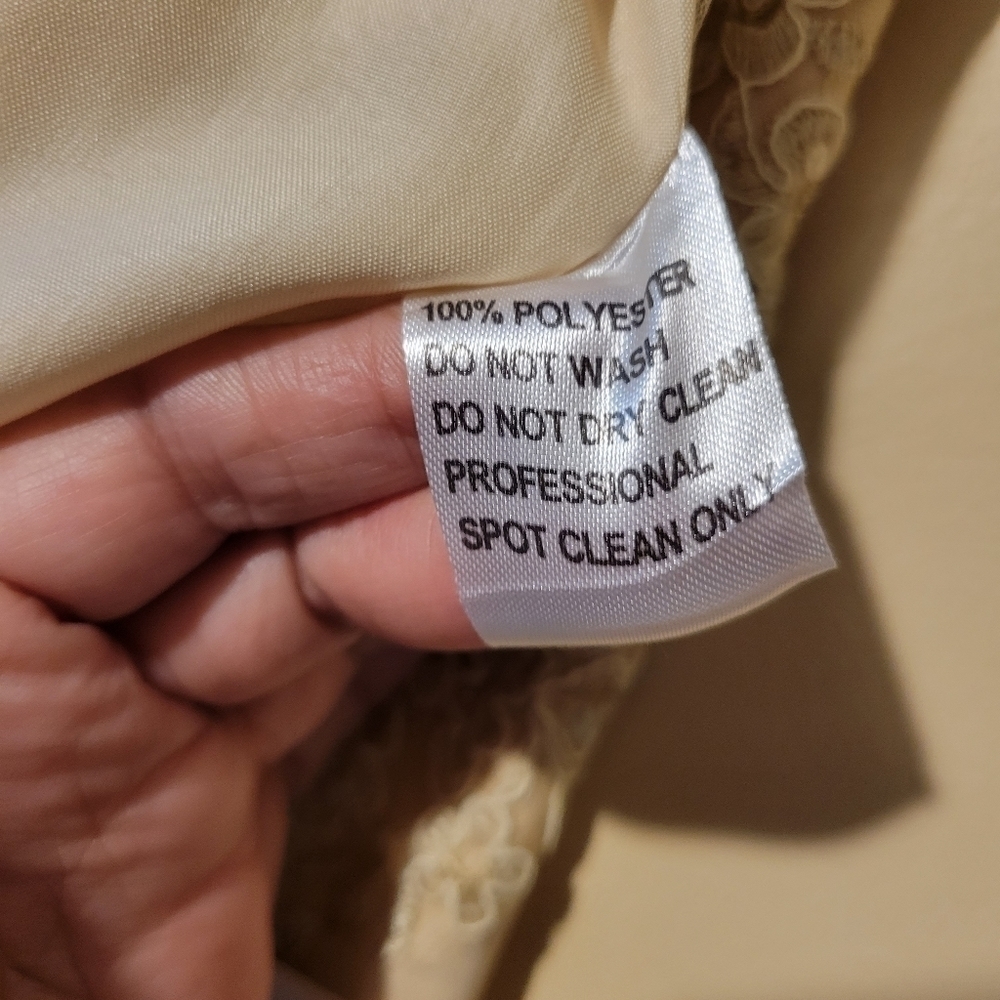 100% POLYESTER
DO NOT WASH
DO NOT DRY CLEAN
PROFESSIONAL
SPOT CLEAN ONLY